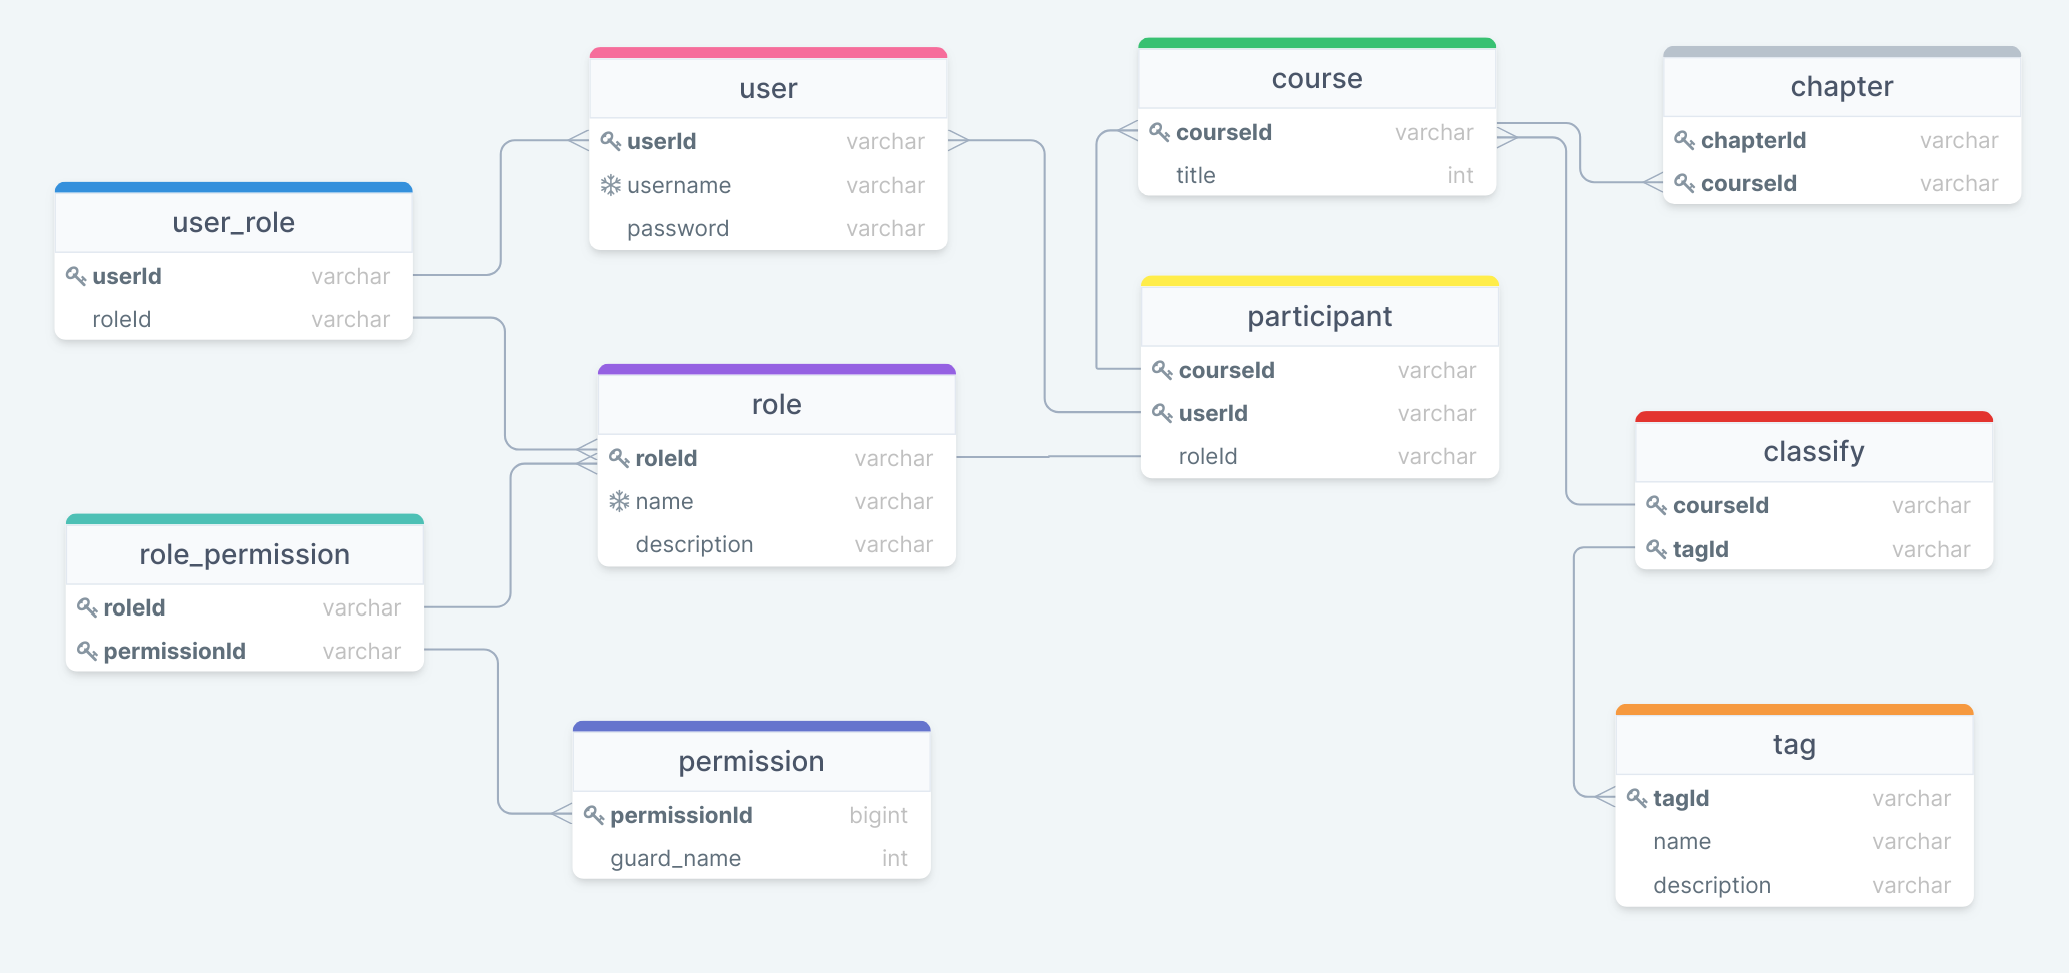 user
userId varchar
username varchar
password varchar
course
courseId varchar
title int
chapter
chapterId varchar
courseId varchar
user_role
userId varchar
roleId varchar
participant
courseId varchar
userId varchar
roleId varchar
role
roleId varchar
name varchar
description varchar
classify
courseId varchar
tagId varchar
role_permission
roleId varchar
permissionId varchar
permission
permissionId bigint
guard_name int
tag
tagId varchar
name varchar
description varchar